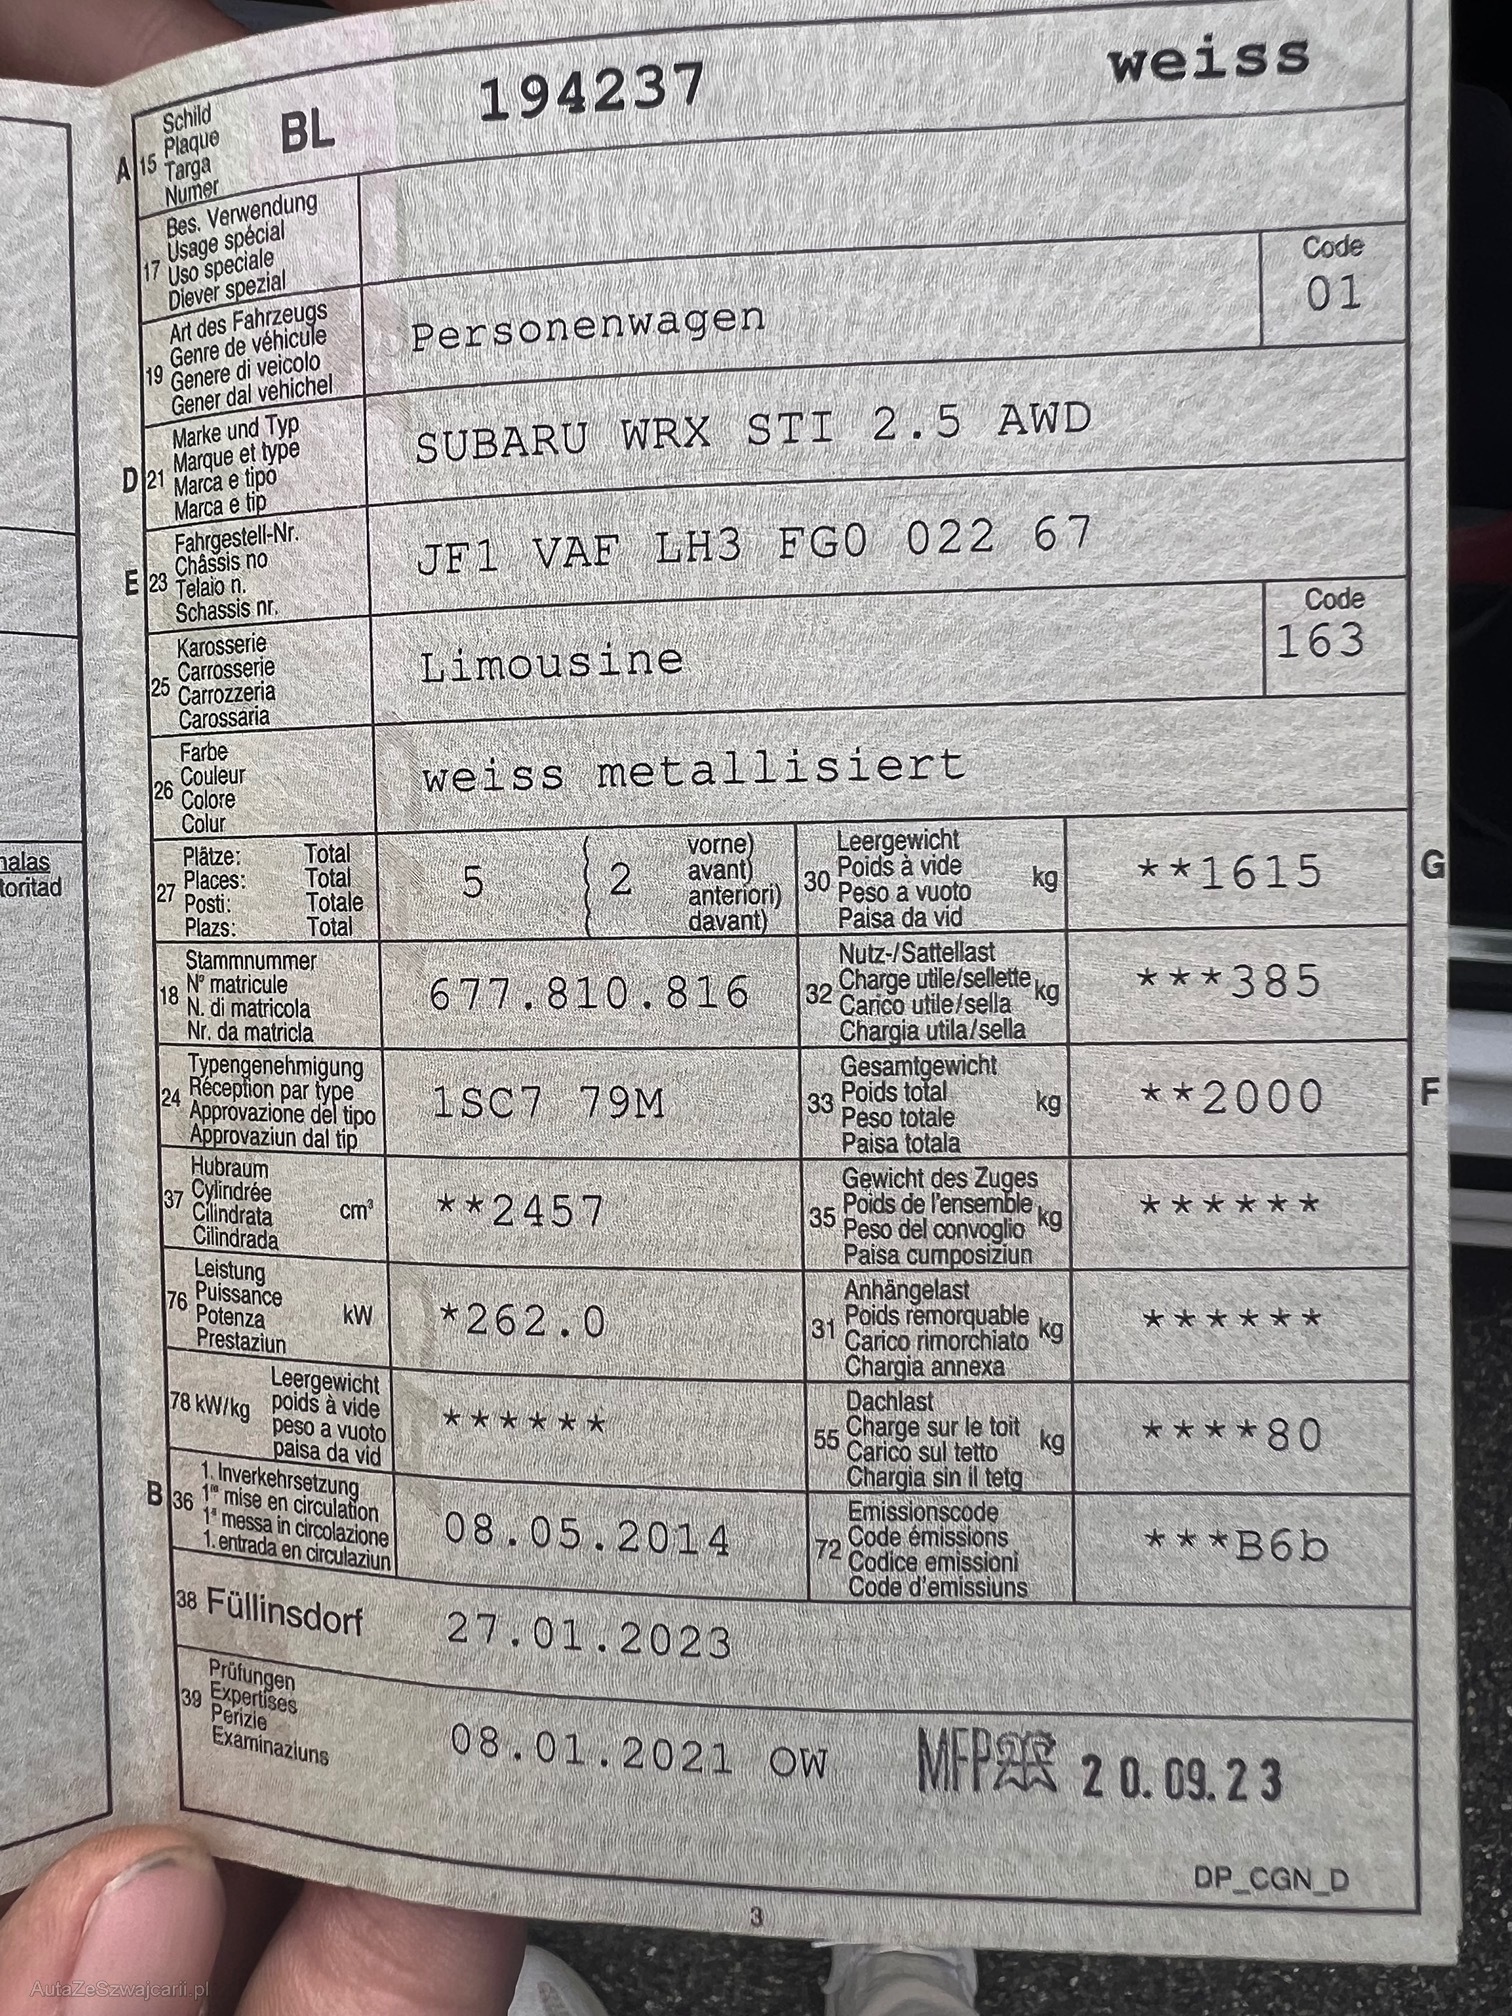 A 15 Schild
Plaque
Targa
Numer
BL 194237 weiss
17 Bes. Verwendung
Usage spécial
Uso speciale
Diever spezial
19 Art des Fahrzeugs
Genre de véhicule
Genere di veicolo
Gener dal vehichel
Personenwagen
Code
01
D 21 Marke und Typ
Marque et type
Marca e tipo
Marca e tip
SUBARU WRX STI 2.5 AWD
E 23 Fahrgestell-Nr.
Châssis no
Telaio n.
Schassis nr.
JF1 VAF LH3 FG0 022 67
25 Karosserie
Carrosserie
Carrozzeria
Carossaria
Limousine
Code
163
26 Farbe
Couleur
Colore
Colur
weiss metallisiert
nalas
toritad
27 Plätze: Total
Places: Total
Posti: Totale
Plazs: Total
5 { 2 vorne)
avant)
anteriori)
davant)
30 Leergewicht
Poids à vide kg
Peso a vuoto
Paisa da vid
**1615 G
18 Stammnummer
N° matricule
N. di matricola
Nr. da matricla
677.810.816
32 Nutz-/Sattellast
Charge utile/sellette kg
Carico utile/sella
Chargia utila/sella
***385
24 Typengenehmigung
Réception par type
Approvazione del tipo
Approvaziun dal tip
1SC7 79M
33 Gesamtgewicht
Poids total kg
Peso totale
Paisa totala
**2000 F
37 Hubraum
Cylindrée cm³
Cilindrata
Cilindrada
**2457
35 Gewicht des Zuges
Poids de l'ensemble kg
Peso del convoglio
Paisa cumposiziun
******
76 Leistung
Puissance kW
Potenza
Prestaziun
*262.0
31 Anhängelast
Poids remorquable kg
Carico rimorchiato
Chargia annexa
******
78 kW/kg Leergewicht
poids à vide
peso a vuoto
paisa da vid
******
55 Dachlast
Charge sur le toit kg
Carico sul tetto
Chargia sin il tetg
****80
B 36 1. Inverkehrsetzung
1re mise en circulation
1a messa in circolazione
1. entrada en circulaziun
08.05.2014
72 Emissionscode
Code émissions
Codice emissioni
Code d'emissiuns
***B6b
38 Füllinsdorf 27.01.2023
39 Prüfungen
Expertises
Perizie
Examinaziuns
08.01.2021 OW MFP 20.09.23
DP_CGN_D
3
AutaZeSzwajcarii.pl